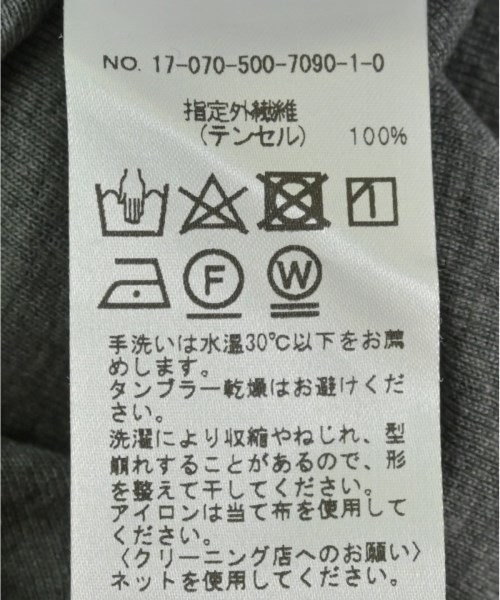 NO. 17-070-500-7090-1-0
指定外繊維
(テンセル) 100%
F W
手洗いは水温30℃以下をお薦
めします。
タンブラー乾燥はお避けくだ
さい。
洗濯により収縮やねじれ、型
崩れすることがあるので、形
を整えて干してください。
アイロンは当て布を使用して
ください。
〈クリーニング店へのお願い〉
ネットを使用してください。